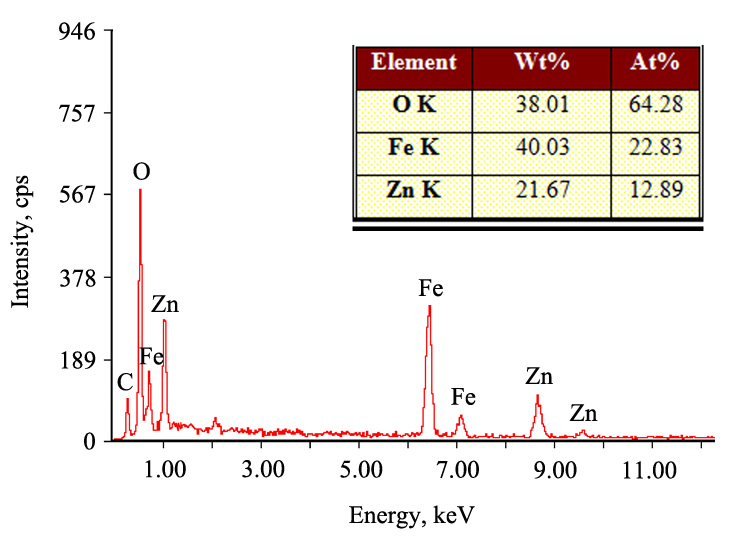 946
757
567
378
189
0
Intensity, cps
Element Wt% At%
O K 38.01 64.28
Fe K 40.03 22.83
Zn K 21.67 12.89
O
Zn
Fe
C
Fe
Fe
Zn
Zn
1.00 3.00 5.00 7.00 9.00 11.00
Energy, keV